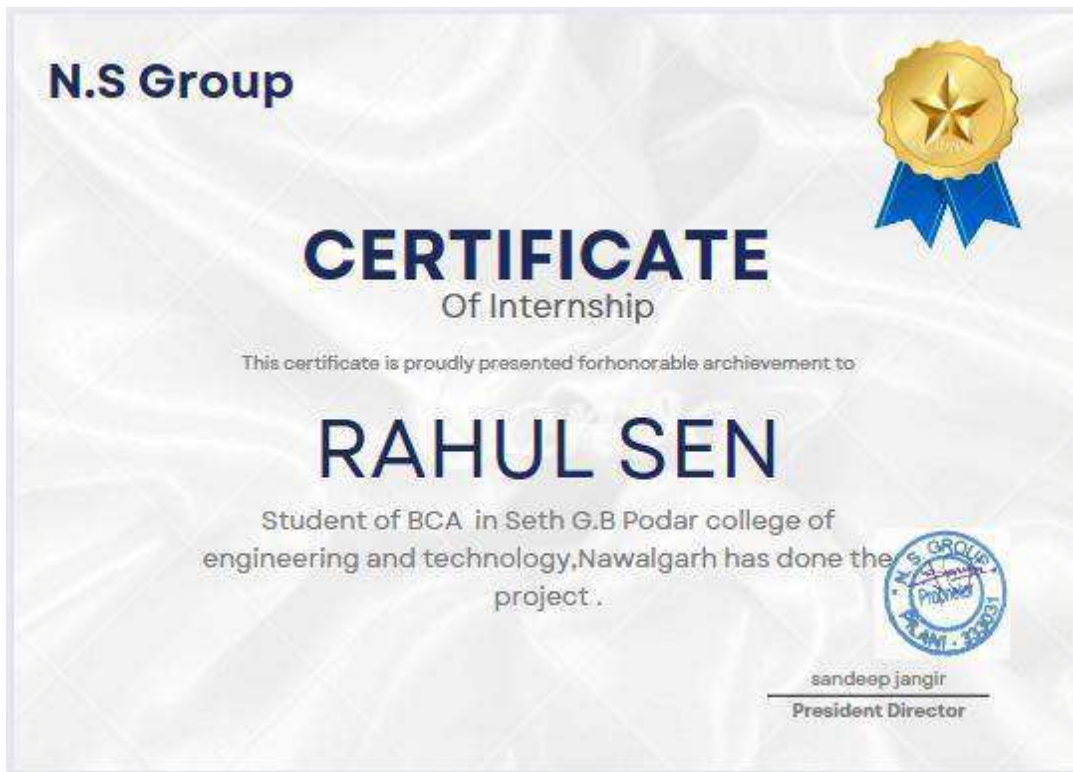 N.S Group
CERTIFICATE
Of Internship
This certificate is proudly presented forhonorable archievement to
RAHUL SEN
Student of BCA in Seth G.B Podar college of
engineering and technology,Nawalgarh has done the
project .
N. S GROUP
Proprietor
PILANI - 333031
sandeep jangir
President Director